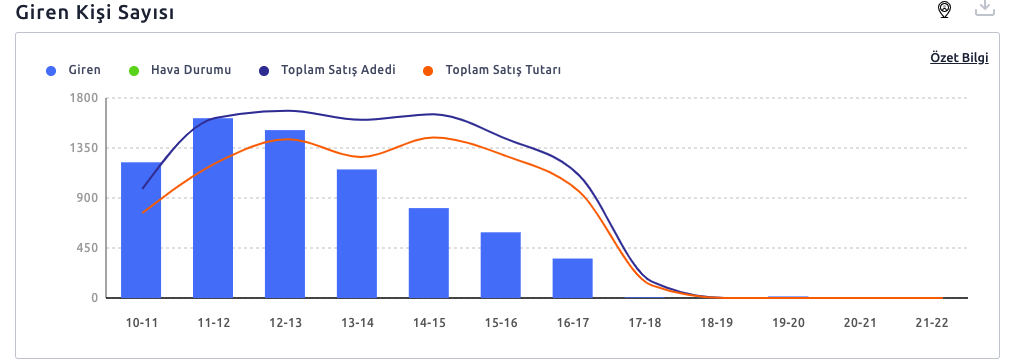 Giren Kişi Sayısı
Özet Bilgi
Giren Hava Durumu Toplam Satış Adedi Toplam Satış Tutarı
1800
1350
900
450
0
10-11 11-12 12-13 13-14 14-15 15-16 16-17 17-18 18-19 19-20 20-21 21-22